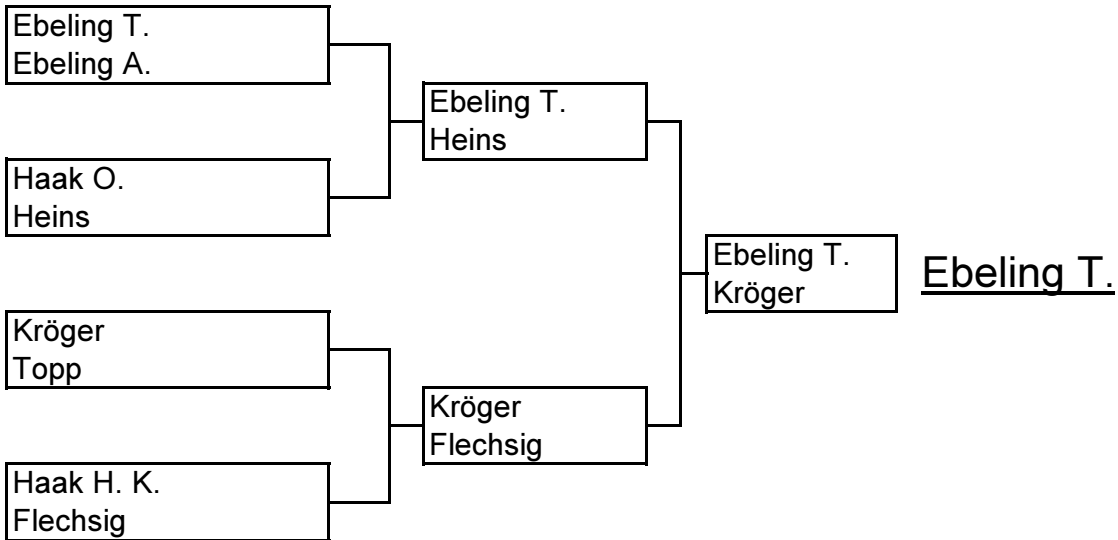 Ebeling T.
Ebeling A.
Haak O.
Heins
Kröger
Topp
Haak H. K.
Flechsig
Ebeling T.
Heins
Kröger
Flechsig
Ebeling T.
Kröger
Ebeling T.